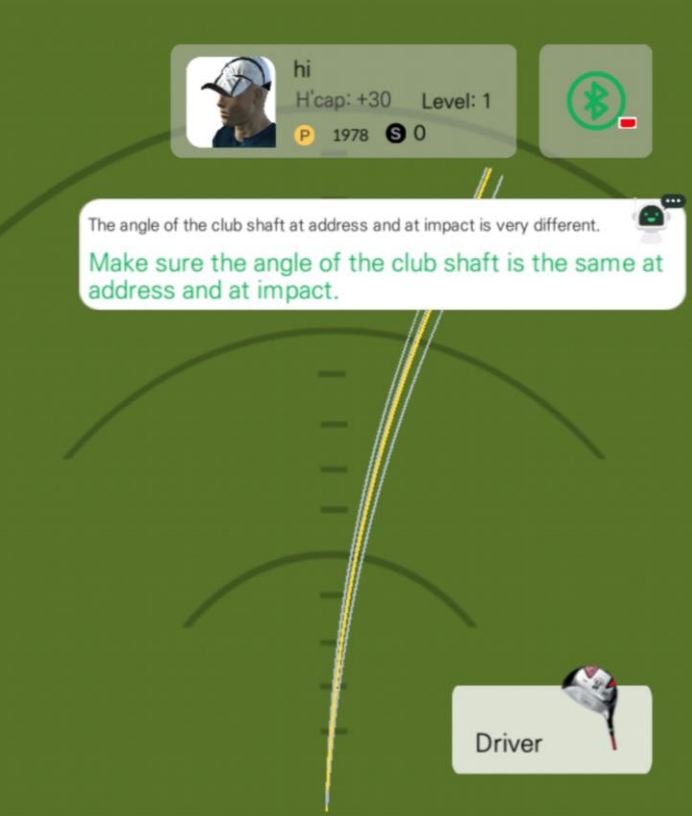 hi
H'cap: +30 Level: 1
P 1978 S 0
The angle of the club shaft at address and at impact is very different.
Make sure the angle of the club shaft is the same at
address and at impact.
Driver